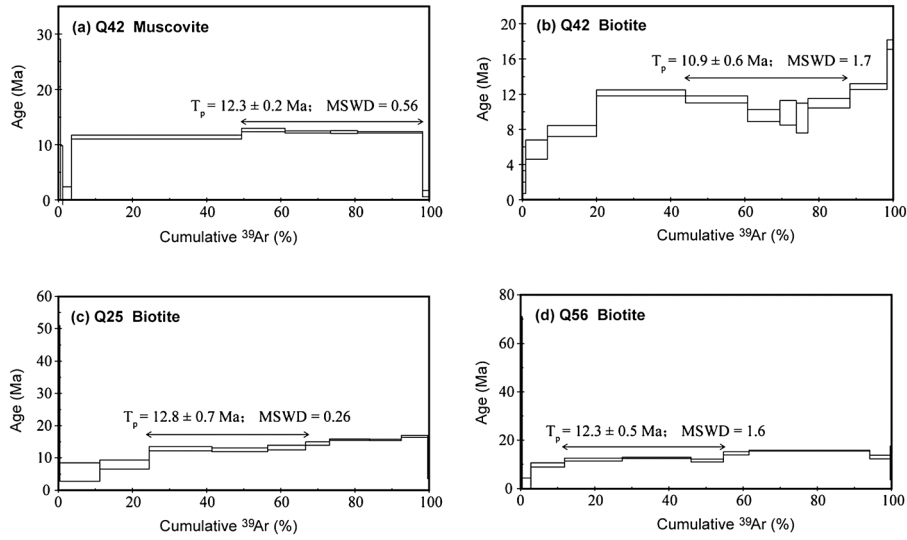 (a) Q42 Muscovite
30
20
10
0
Age (Ma)
Tp = 12.3 ± 0.2 Ma; MSWD = 0.56
0 20 40 60 80 100
Cumulative ³⁹Ar (%)
(b) Q42 Biotite
20
16
12
8
4
0
Age (Ma)
Tp = 10.9 ± 0.6 Ma; MSWD = 1.7
0 20 40 60 80 100
Cumulative ³⁹Ar (%)
(c) Q25 Biotite
60
50
40
30
20
10
0
Age (Ma)
Tp = 12.8 ± 0.7 Ma; MSWD = 0.26
0 20 40 60 80 100
Cumulative ³⁹Ar (%)
(d) Q56 Biotite
80
60
40
20
0
Age (Ma)
Tp = 12.3 ± 0.5 Ma; MSWD = 1.6
0 20 40 60 80 100
Cumulative ³⁹Ar (%)